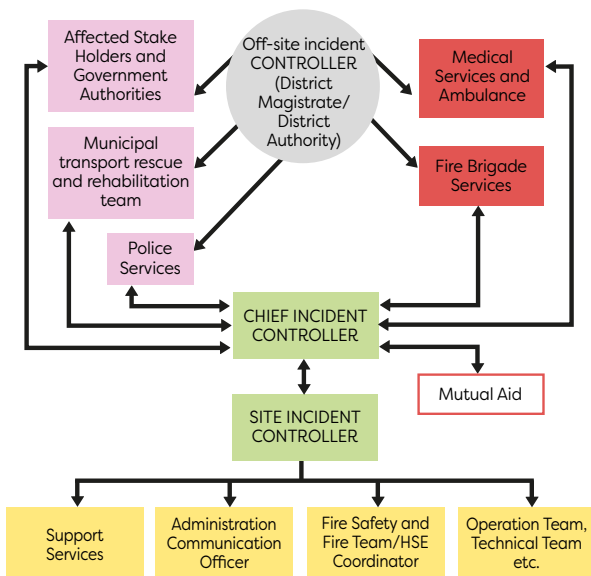 Affected Stake
Holders and
Government
Authorities
Off-site incident
CONTROLLER
(District
Magistrate/
District
Authority)
Medical
Services and
Ambulance
Municipal
transport rescue
and rehabilitation
team
Fire Brigade
Services
Police
Services
CHIEF INCIDENT
CONTROLLER
Mutual Aid
SITE INCIDENT
CONTROLLER
Support
Services
Administration
Communication
Officer
Fire Safety and
Fire Team/HSE
Coordinator
Operation Team,
Technical Team
etc.